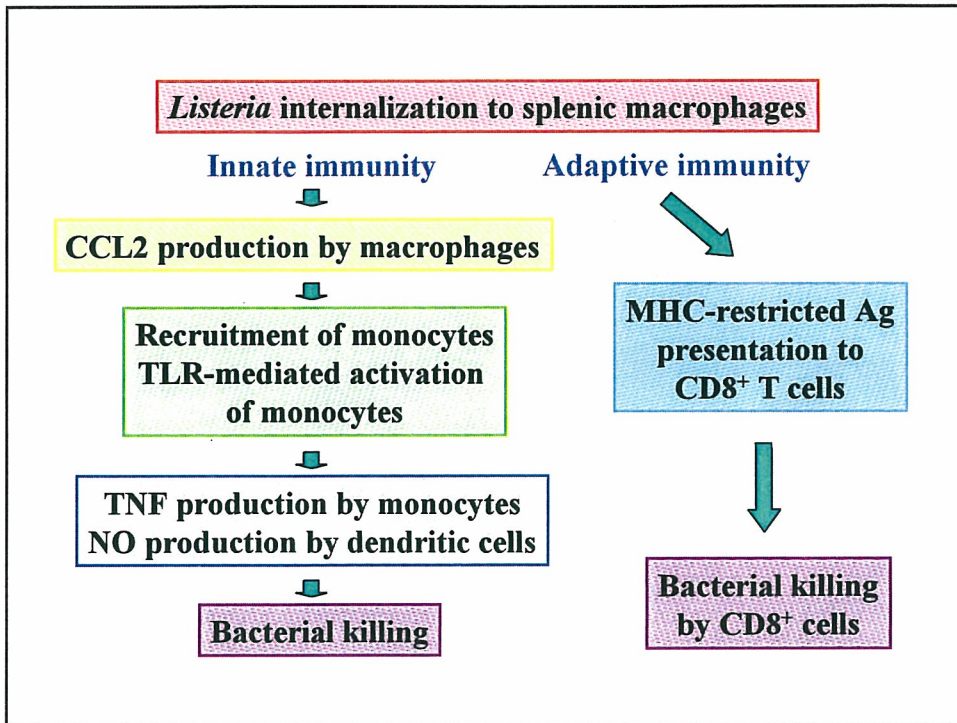 Listeria internalization to splenic macrophages
Innate immunity
CCL2 production by macrophages
Recruitment of monocytes
TLR-mediated activation
of monocytes
TNF production by monocytes
NO production by dendritic cells
Bacterial killing
Adaptive immunity
MHC-restricted Ag
presentation to
CD8⁺ T cells
Bacterial killing
by CD8⁺ cells